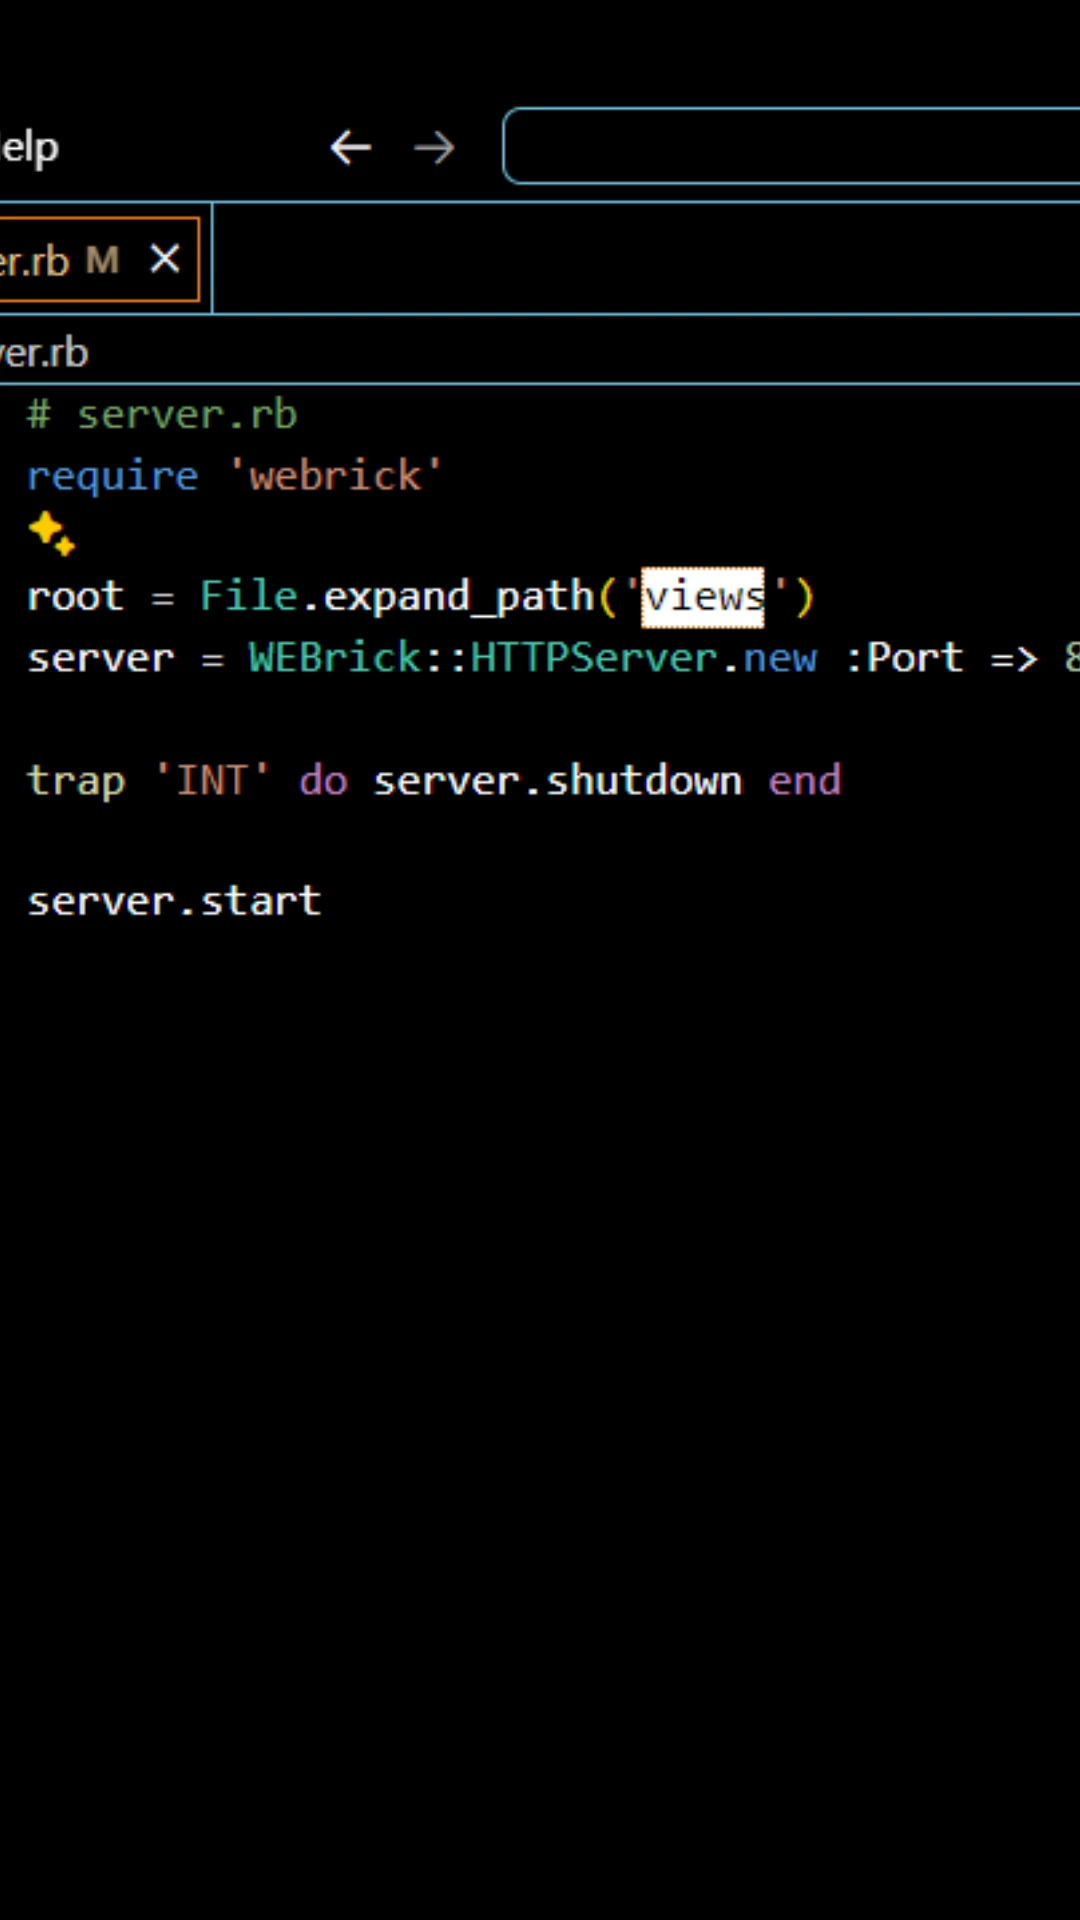 elp
er.rb M
ver.rb
# server.rb
require 'webrick'
root = File.expand_path('views')
server = WEBrick::HTTPServer.new :Port => 8
trap 'INT' do server.shutdown end
server.start